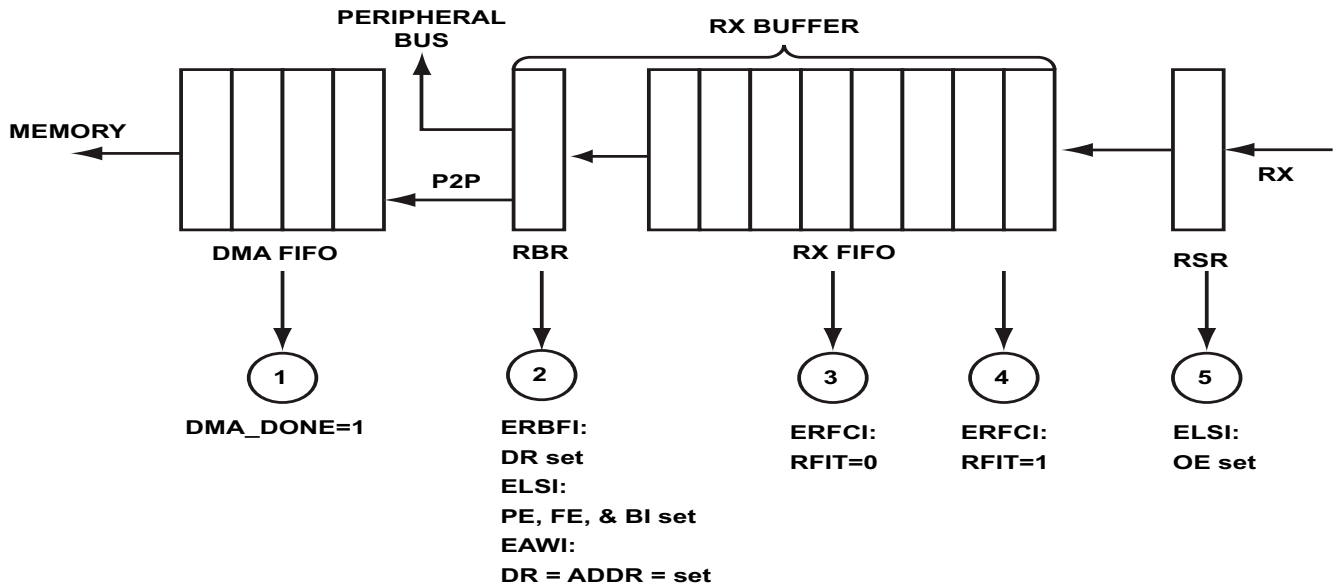 PERIPHERAL
BUS
RX BUFFER
MEMORY
P2P
RX
DMA FIFO
RBR
RX FIFO
RSR
1
2
3
4
5
DMA_DONE=1
ERBFI:
DR set
ELSI:
PE, FE, & BI set
EAWI:
DR = ADDR = set
ERFCI:
RFIT=0
ERFCI:
RFIT=1
ELSI:
OE set